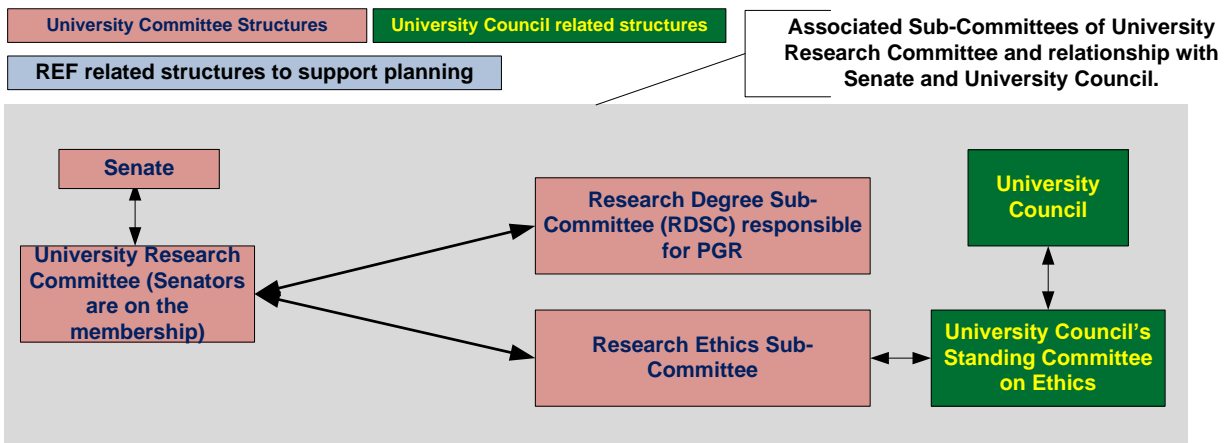 University Committee Structures
University Council related structures
REF related structures to support planning
Associated Sub-Committees of University
Research Committee and relationship with
Senate and University Council.
Senate
University Research
Committee (Senators
are on the
membership)
Research Degree Sub-
Committee (RDSC) responsible
for PGR
Research Ethics Sub-
Committee
University
Council
University Council’s
Standing Committee
on Ethics